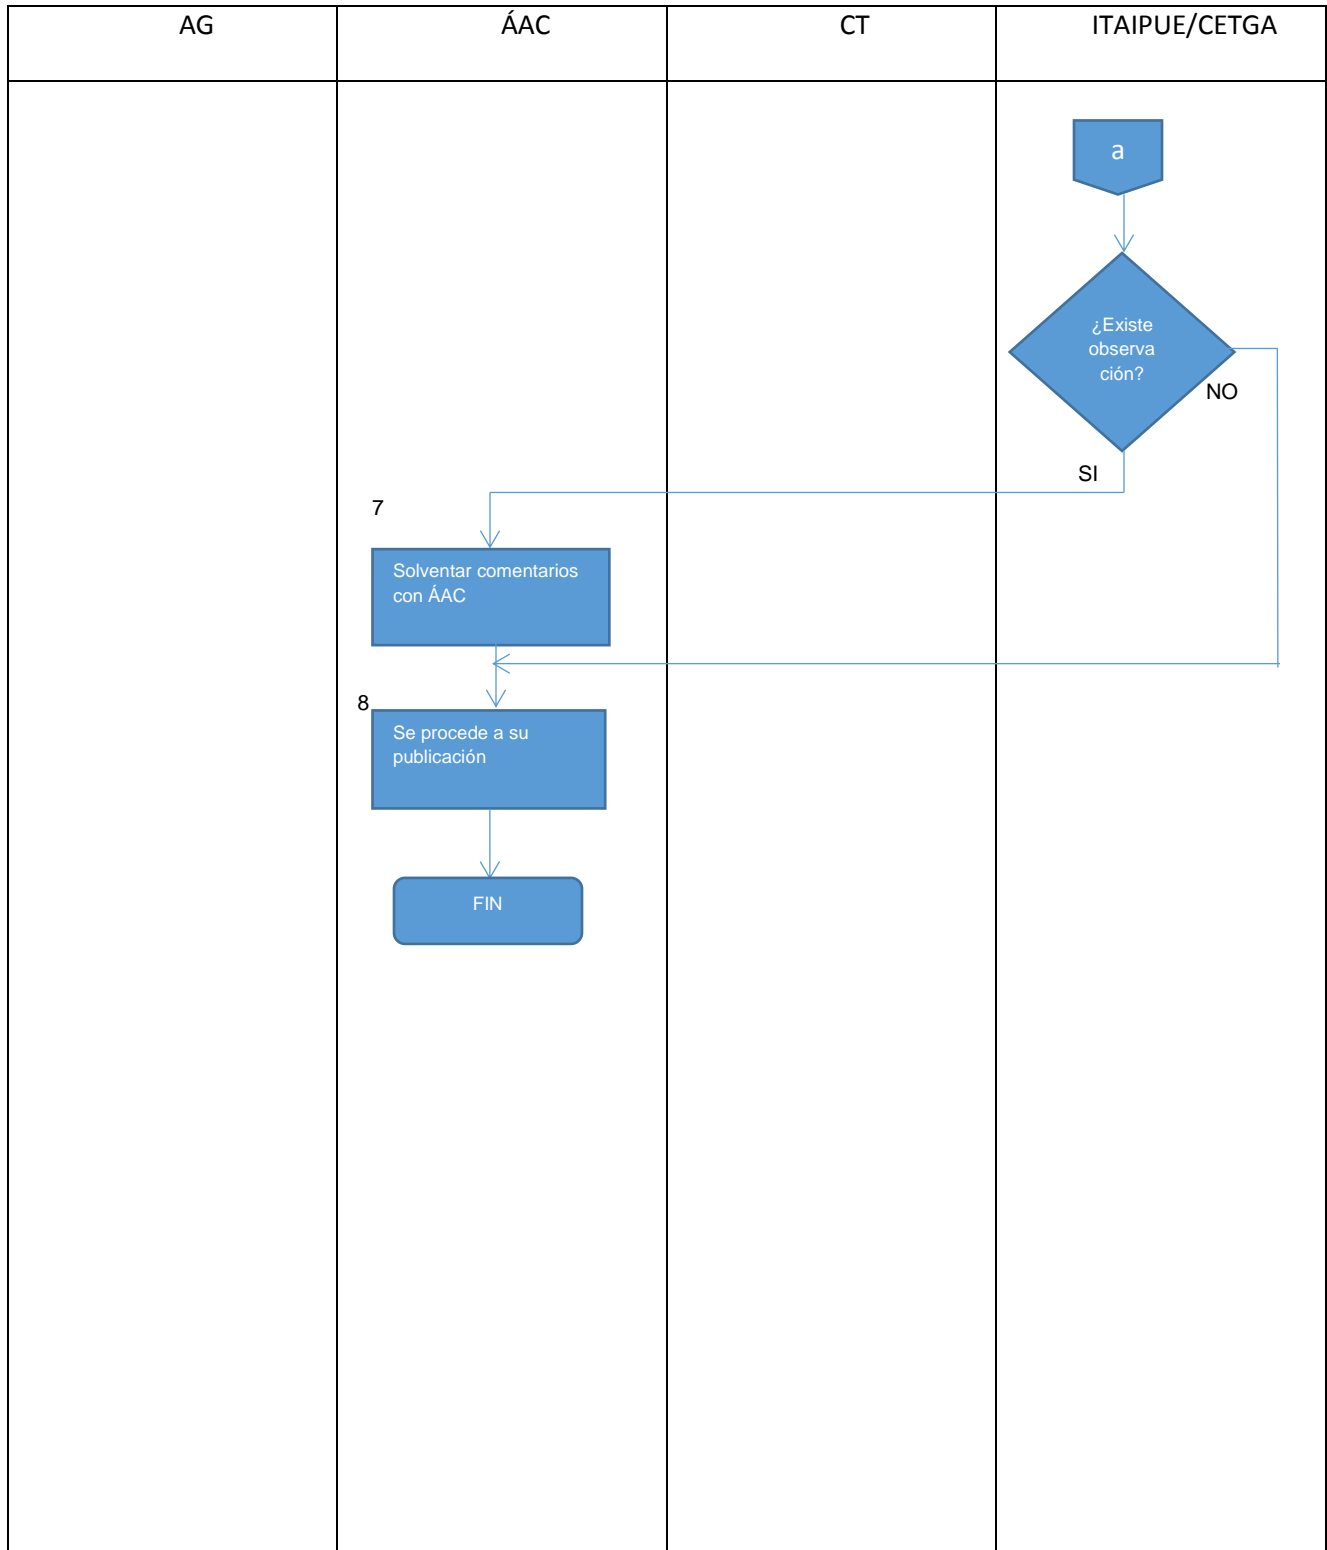 AG
ÁAC
CT
ITAIPUE/CETGA
a
¿Existe
observa
ción?
NO
SI
7
Solventar comentarios
con ÁAC
8
Se procede a su
publicación
FIN